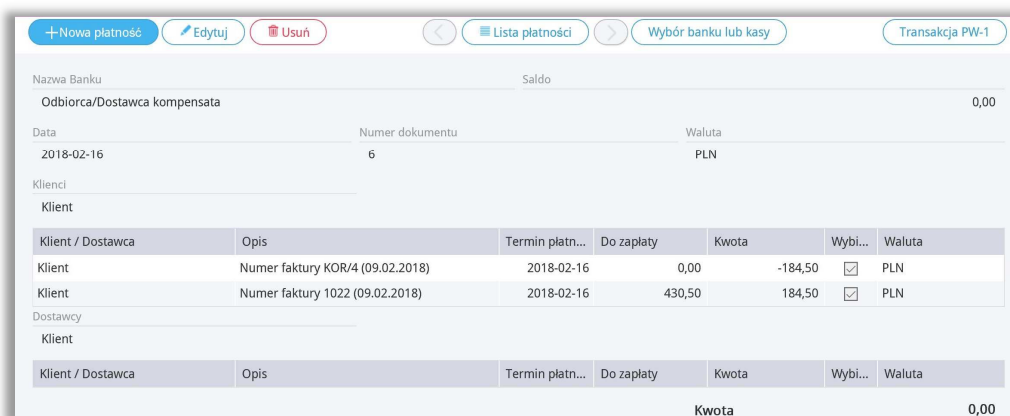 +Nowa płatność Edytuj Usuń Lista płatności Wybór banku lub kasy Transakcja PW-1
Nazwa Banku Saldo
Odbiorca/Dostawca kompensata 0,00
Data Numer dokumentu Waluta
2018-02-16 6 PLN
Klienci
Klient
Klient / Dostawca Opis Termin płatn... Do zapłaty Kwota Wybi... Waluta
Klient Numer faktury KOR/4 (09.02.2018) 2018-02-16 0,00 -184,50 PLN
Klient Numer faktury 1022 (09.02.2018) 2018-02-16 430,50 184,50 PLN
Dostawcy
Klient
Klient / Dostawca Opis Termin płatn... Do zapłaty Kwota Wybi... Waluta
Kwota 0,00